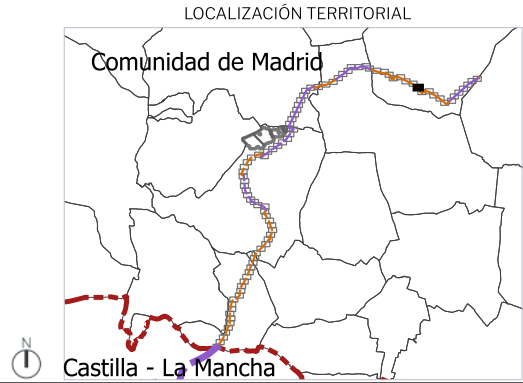 LOCALIZACIÓN TERRITORIAL
Comunidad de Madrid
N
Castilla - La Mancha